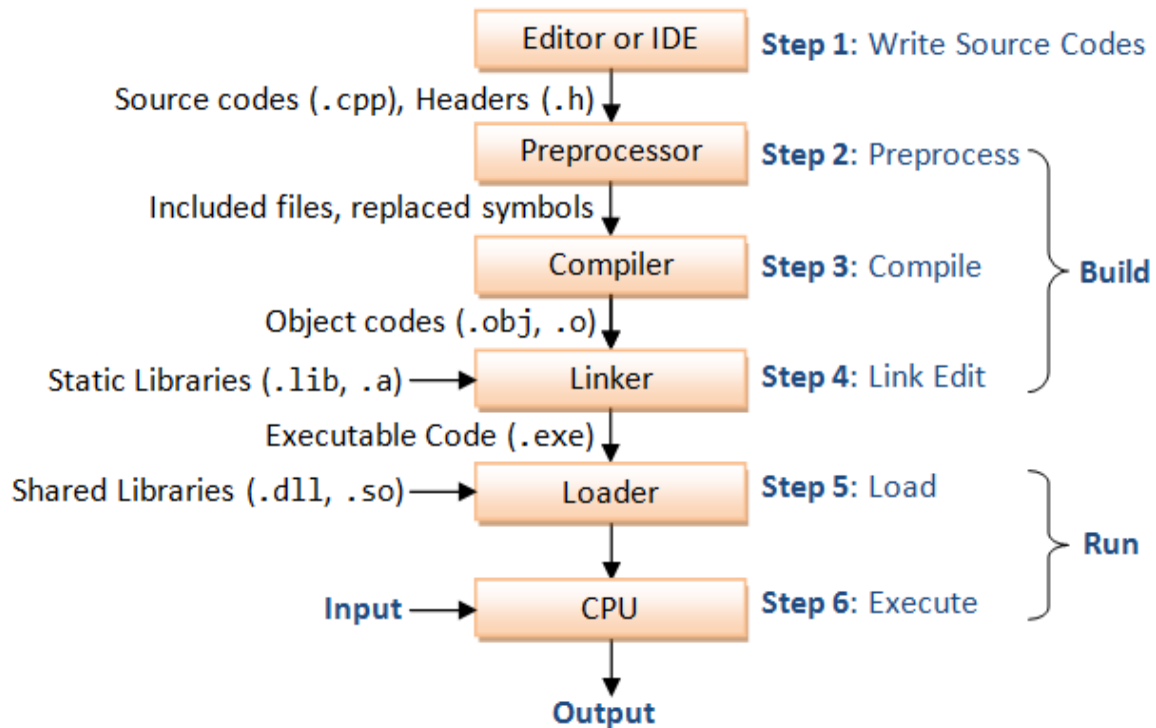 Editor or IDE
Step 1: Write Source Codes
Source codes (.cpp), Headers (.h)
Preprocessor
Step 2: Preprocess
Included files, replaced symbols
Compiler
Step 3: Compile
Build
Object codes (.obj, .o)
Static Libraries (.lib, .a)
Linker
Step 4: Link Edit
Executable Code (.exe)
Shared Libraries (.dll, .so)
Loader
Step 5: Load
Run
Input
CPU
Step 6: Execute
Output